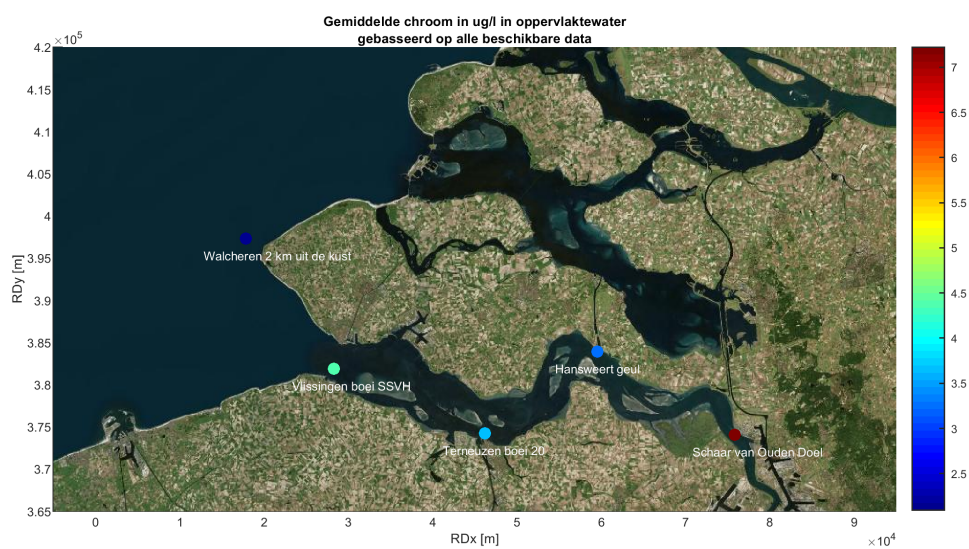 Gemiddelde chroom in ug/l in oppervlaktewater
gebasseerd op alle beschikbare data
×10⁵
4.2
4.15
4.1
4.05
4
3.95
3.9
3.85
3.8
3.75
3.7
3.65
RDy [m]
Walcheren 2 km uit de kust
Vlissingen boei SSVH
Hansweert geul
Terneuzen boei 20
Schaar van Ouden Doel
0 1 2 3 4 5 6 7 8 9
RDx [m]
×10⁴
7
6.5
6
5.5
5
4.5
4
3.5
3
2.5